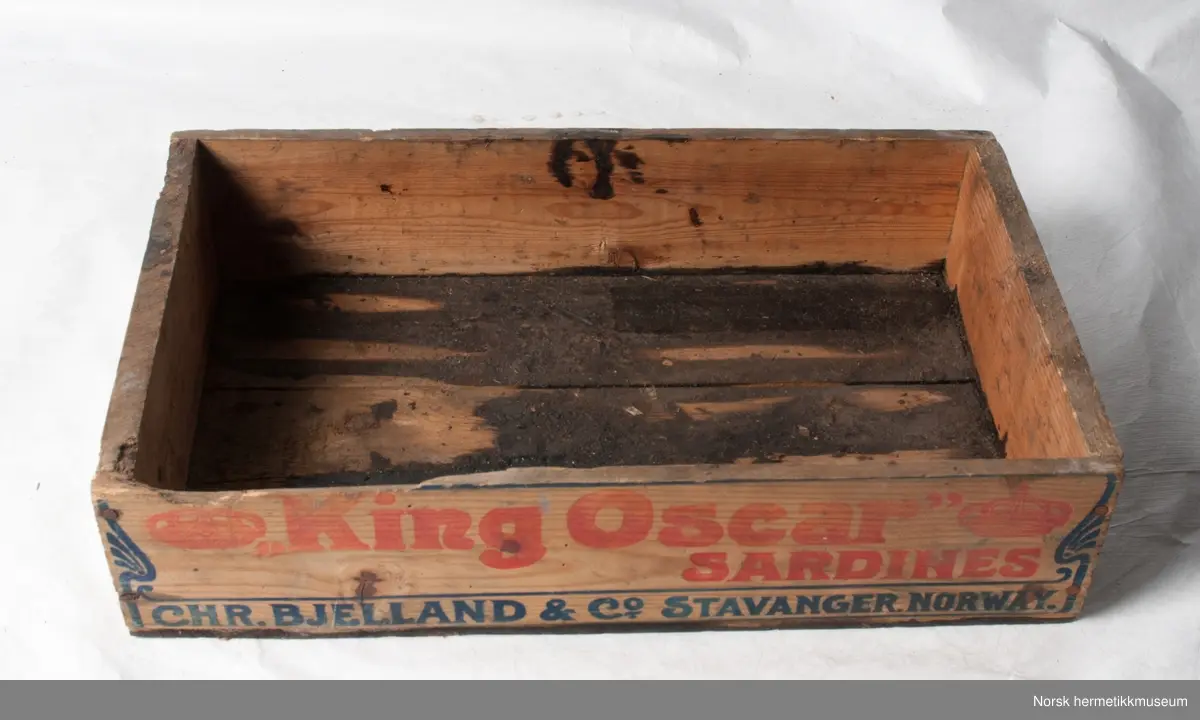 „King Oscar”
SARDINES
CHR. BJELLAND & Cº STAVANGER. NORWAY.
Norsk hermetikkmuseum